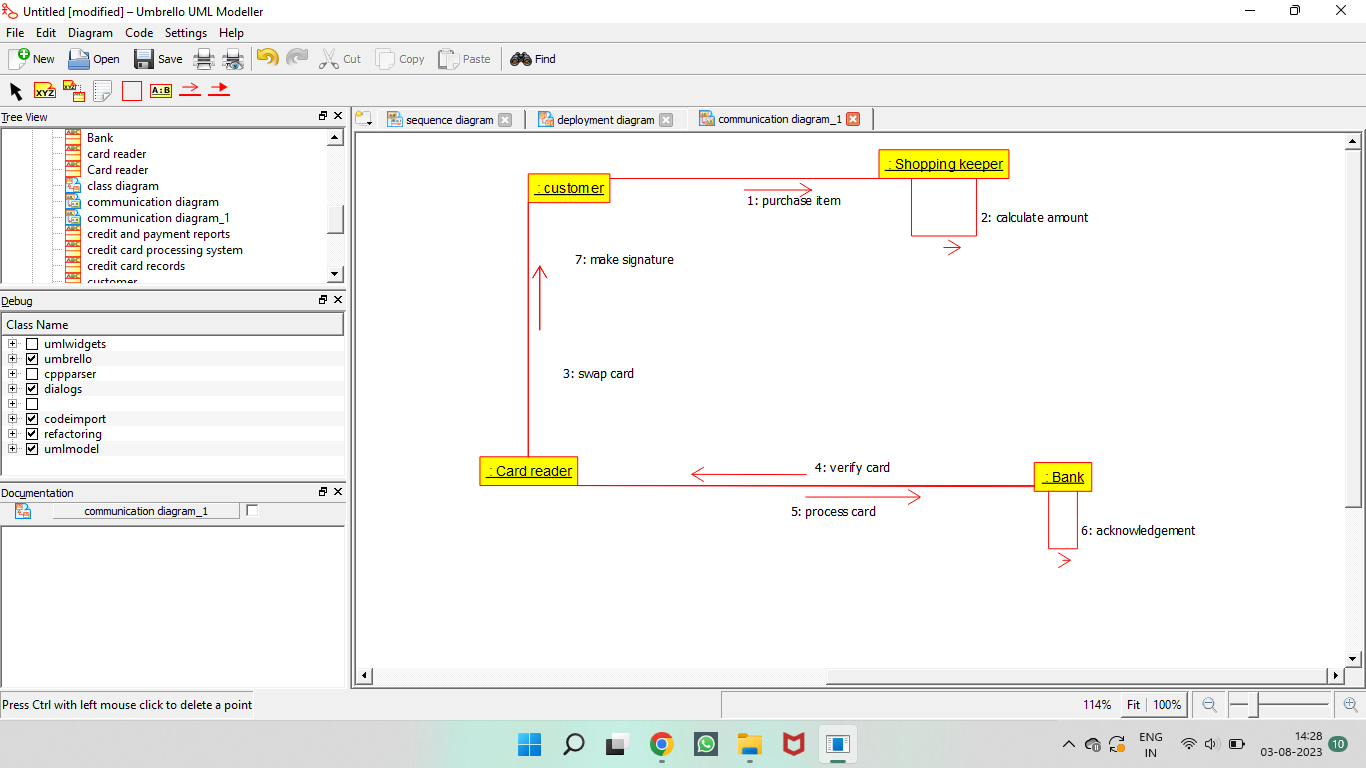 Untitled [modified] – Umbrello UML Modeller
File Edit Diagram Code Settings Help
New Open Save Cut Copy Paste Find
XYZ XYZ A:B
Tree View
Bank
card reader
Card reader
class diagram
communication diagram
communication diagram_1
credit and payment reports
credit card processing system
credit card records
customer
Debug
Class Name
umlwidgets
umbrello
cppparser
dialogs
codeimport
refactoring
umlmodel
Documentation
communication diagram_1
sequence diagram deployment diagram communication diagram_1
: Shopping keeper
: customer
1: purchase item
2: calculate amount
7: make signature
3: swap card
4: verify card
: Card reader
: Bank
5: process card
6: acknowledgement
Press Ctrl with left mouse click to delete a point
114% Fit 100%
ENG
IN
14:28
03-08-2023
10